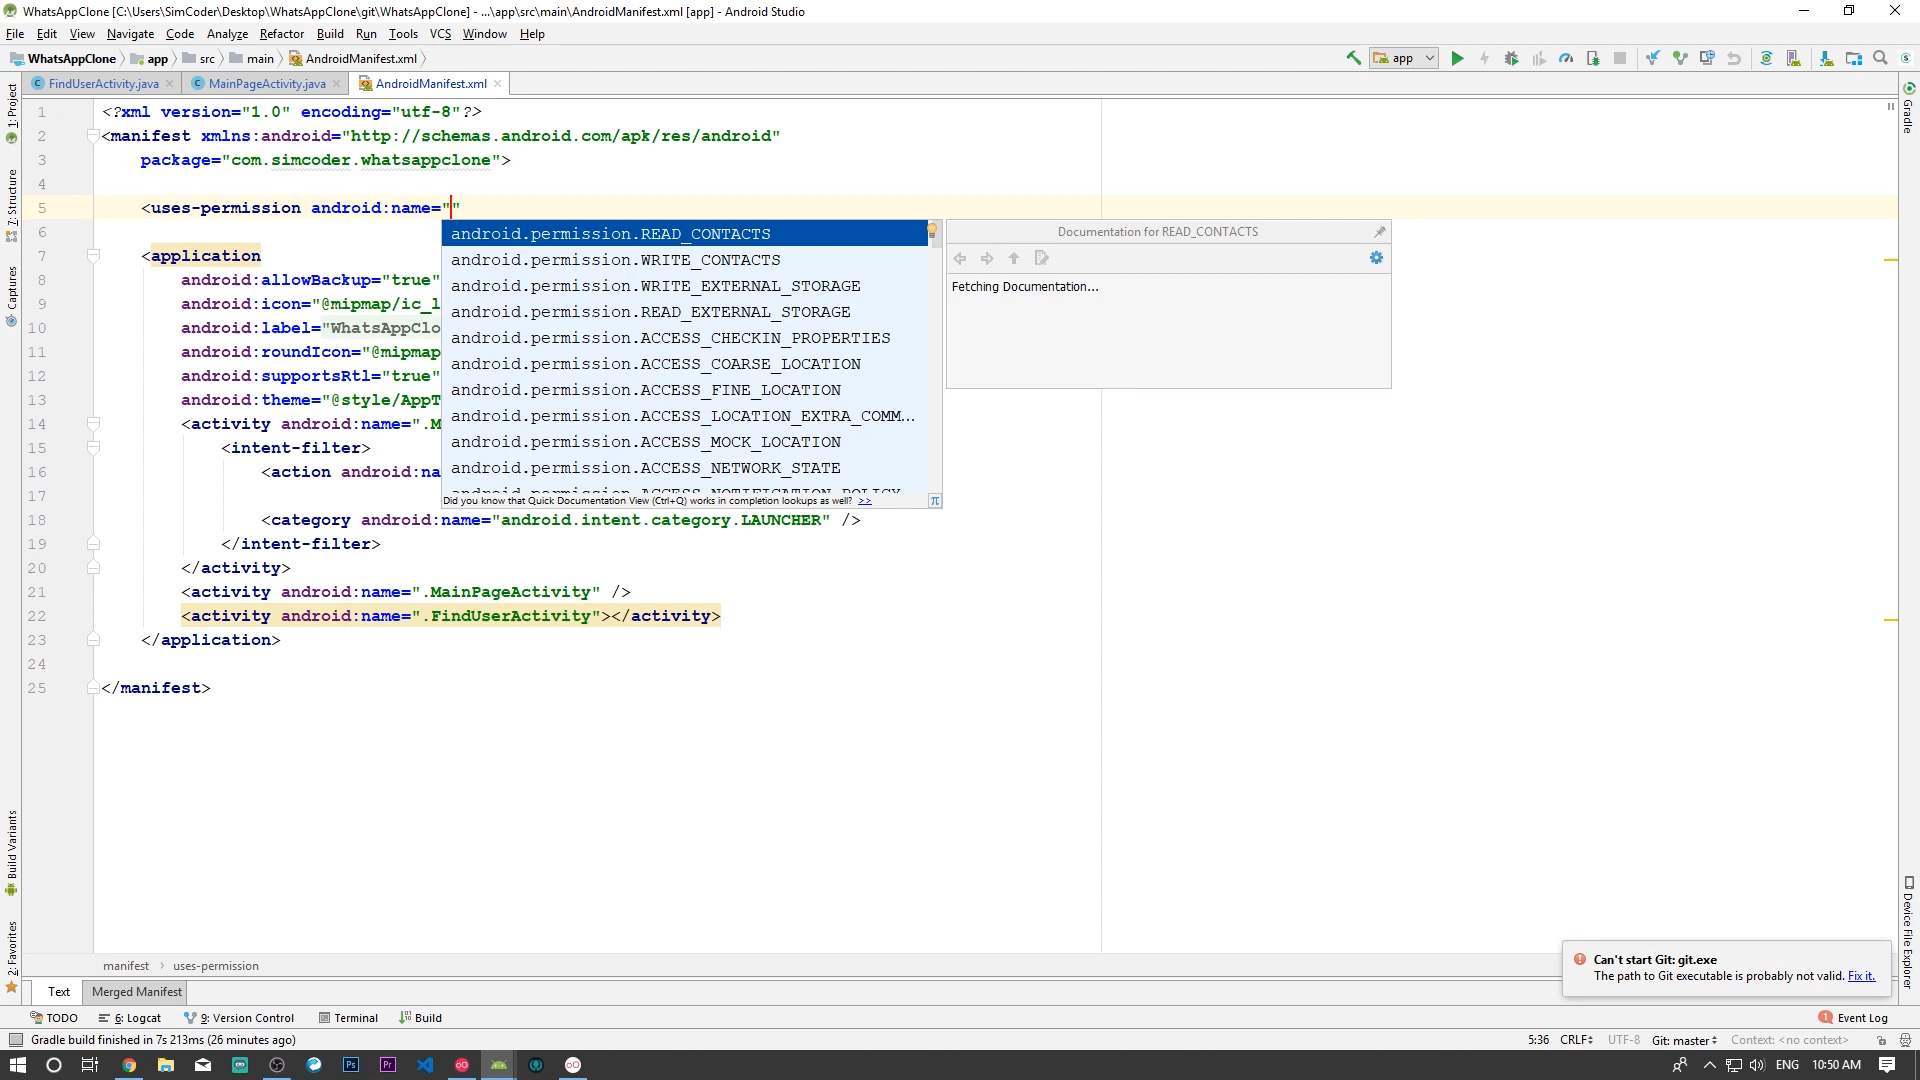 WhatsAppClone [C:\Users\SimCoder\Desktop\WhatsAppClone\git\WhatsAppClone] - ...\app\src\main\AndroidManifest.xml [app] - Android Studio
File Edit View Navigate Code Analyze Refactor Build Run Tools VCS Window Help
WhatsAppClone app src main AndroidManifest.xml app
FindUserActivity.java MainPageActivity.java AndroidManifest.xml
1: Project
7: Structure
Captures
Build Variants
2: Favorites
Gradle
Device File Explorer
1 <?xml version="1.0" encoding="utf-8"?>
2 <manifest xmlns:android="http://schemas.android.com/apk/res/android"
3 package="com.simcoder.whatsappclone">
4
5 <uses-permission android:name=""
6
7 <application
8 android:allowBackup="true"
9 android:icon="@mipmap/ic_l
10 android:label="WhatsAppClo
11 android:roundIcon="@mipmap
12 android:supportsRtl="true"
13 android:theme="@style/AppT
14 <activity android:name=".M
15 <intent-filter>
16 <action android:na
17
18 <category android:name="android.intent.category.LAUNCHER" />
19 </intent-filter>
20 </activity>
21 <activity android:name=".MainPageActivity" />
22 <activity android:name=".FindUserActivity"></activity>
23 </application>
24
25 </manifest>
android.permission.READ_CONTACTS
android.permission.WRITE_CONTACTS
android.permission.WRITE_EXTERNAL_STORAGE
android.permission.READ_EXTERNAL_STORAGE
android.permission.ACCESS_CHECKIN_PROPERTIES
android.permission.ACCESS_COARSE_LOCATION
android.permission.ACCESS_FINE_LOCATION
android.permission.ACCESS_LOCATION_EXTRA_COMM...
android.permission.ACCESS_MOCK_LOCATION
android.permission.ACCESS_NETWORK_STATE
android.permission.ACCESS_NOTIFICATION_POLICY
Did you know that Quick Documentation View (Ctrl+Q) works in completion lookups as well? >> π
Documentation for READ_CONTACTS
Fetching Documentation...
Can't start Git: git.exe
The path to Git executable is probably not valid. Fix it.
manifest › uses-permission
Text Merged Manifest
TODO 6: Logcat 9: Version Control Terminal Build 1 Event Log
Gradle build finished in 7s 213ms (26 minutes ago) 5:36 CRLF UTF-8 Git: master Context: <no context>
Ps Pr ENG 10:50 AM